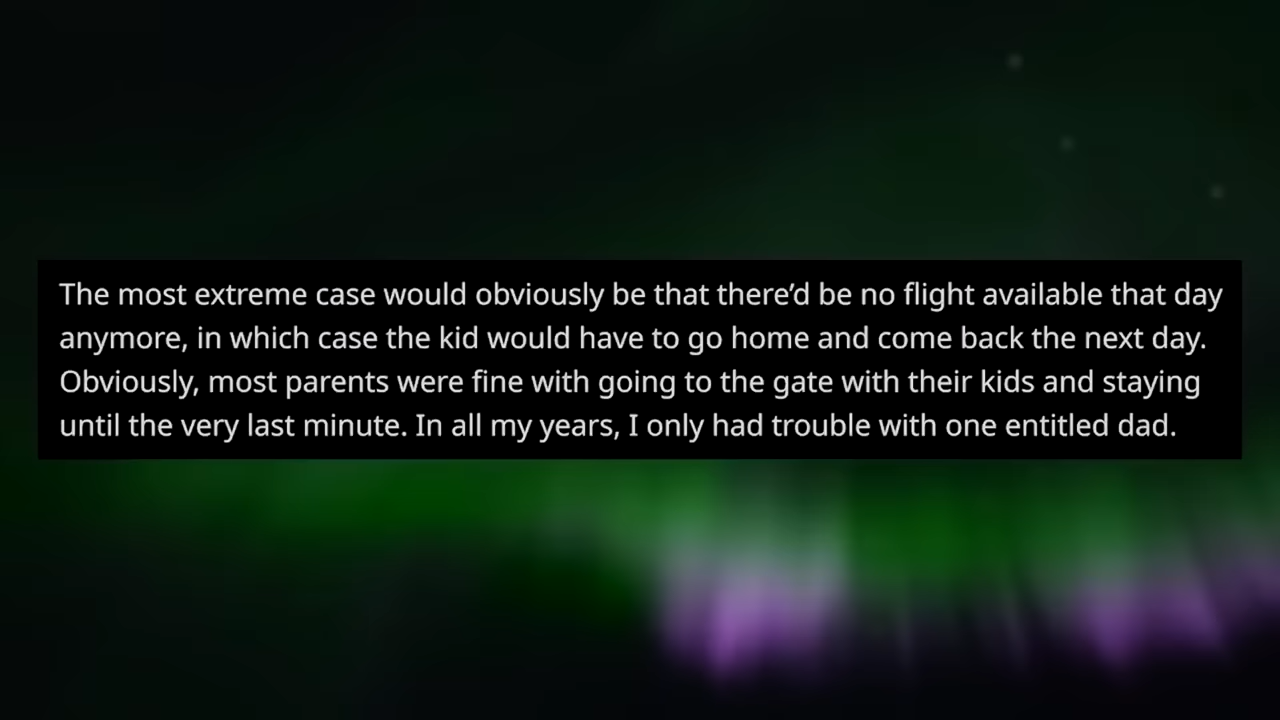 The most extreme case would obviously be that there’d be no flight available that day
anymore, in which case the kid would have to go home and come back the next day.
Obviously, most parents were fine with going to the gate with their kids and staying
until the very last minute. In all my years, I only had trouble with one entitled dad.